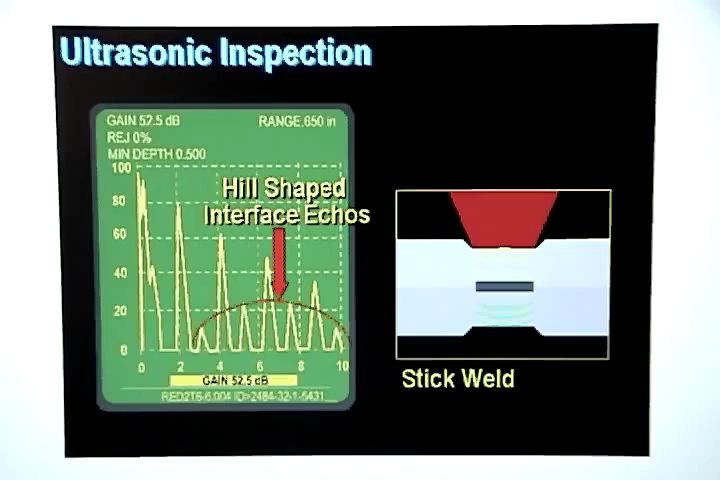 Ultrasonic Inspection
GAIN 52.5 dB
RANGE.650 in
REJ 0%
MIN DEPTH 0.500
100
80
60
40
20
0
Hill Shaped
Interface Echos
0 2 4 6 8 10
GAIN 52.5 dB
Stick Weld